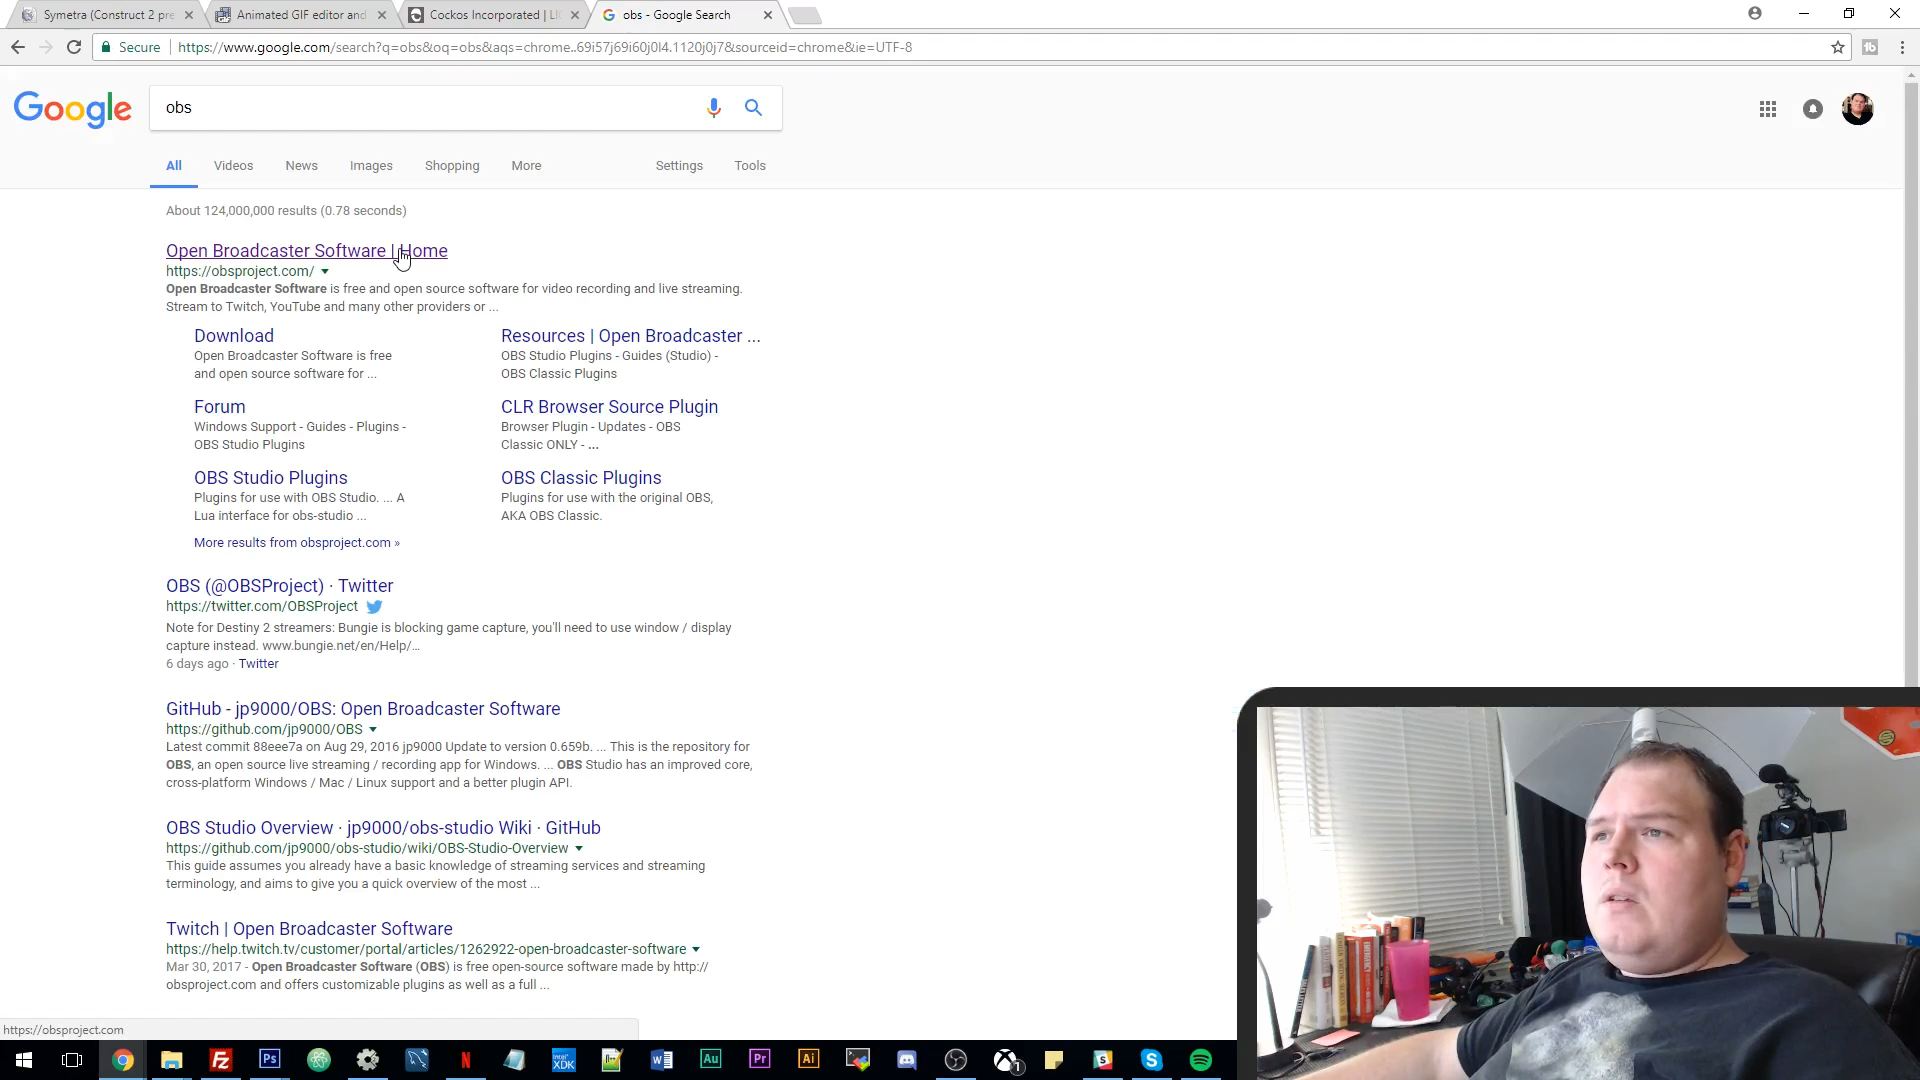 Symetra (Construct 2 pre
Animated GIF editor and
Cockos Incorporated | LI
obs - Google Search
Secure
https://www.google.com/search?q=obs&oq=obs&aqs=chrome..69i57j69i60j0l4.1120j0j7&sourceid=chrome&ie=UTF-8
Google
obs
All
Videos
News
Images
Shopping
More
Settings
Tools
About 124,000,000 results (0.78 seconds)
Open Broadcaster Software | Home
https://obsproject.com/
Open Broadcaster Software is free and open source software for video recording and live streaming.
Stream to Twitch, YouTube and many other providers or ...
Download
Open Broadcaster Software is free
and open source software for ...
Resources | Open Broadcaster ...
OBS Studio Plugins - Guides (Studio) -
OBS Classic Plugins
Forum
Windows Support - Guides - Plugins -
OBS Studio Plugins
CLR Browser Source Plugin
Browser Plugin - Updates - OBS
Classic ONLY - ...
OBS Studio Plugins
Plugins for use with OBS Studio. ... A
Lua interface for obs-studio ...
OBS Classic Plugins
Plugins for use with the original OBS,
AKA OBS Classic.
More results from obsproject.com »
OBS (@OBSProject) · Twitter
https://twitter.com/OBSProject
Note for Destiny 2 streamers: Bungie is blocking game capture, you'll need to use window / display
capture instead. www.bungie.net/en/Help/...
6 days ago · Twitter
GitHub - jp9000/OBS: Open Broadcaster Software
https://github.com/jp9000/OBS
Latest commit 88eee7a on Aug 29, 2016 jp9000 Update to version 0.659b. ... This is the repository for
OBS, an open source live streaming / recording app for Windows. ... OBS Studio has an improved core,
cross-platform Windows / Mac / Linux support and a better plugin API.
OBS Studio Overview · jp9000/obs-studio Wiki · GitHub
https://github.com/jp9000/obs-studio/wiki/OBS-Studio-Overview
This guide assumes you already have a basic knowledge of streaming services and streaming
terminology, and aims to give you a quick overview of the most ...
Twitch | Open Broadcaster Software
https://help.twitch.tv/customer/portal/articles/1262922-open-broadcaster-software
Mar 30, 2017 - Open Broadcaster Software (OBS) is free open-source software made by http://
obsproject.com and offers customizable plugins as well as a full ...
https://obsproject.com
Fz
Ps
N
intel
XDK
W
Au
Pr
Ai
1
S